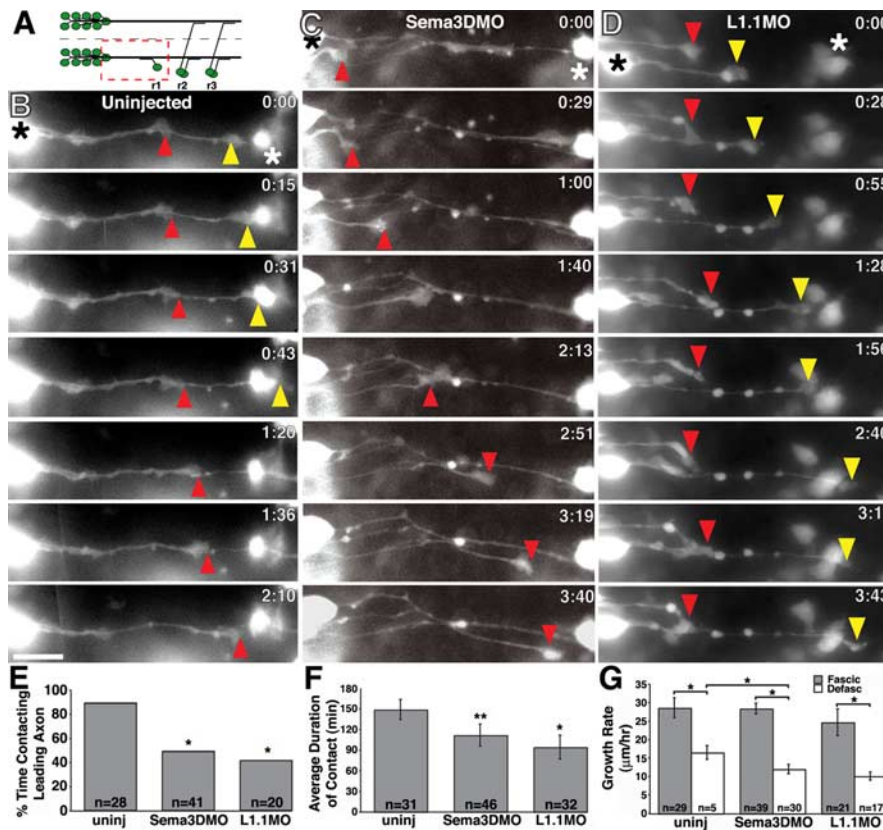 A
r1 r2 r3
B Uninjected 0:00
*
*
0:15
0:31
0:43
1:20
1:36
2:10
C Sema3DMO 0:00
*
*
0:29
1:00
1:40
2:13
2:51
3:19
3:40
D L1.1MO 0:00
*
*
0:28
0:55
1:28
1:50
2:40
3:1
3:43
E
% Time Contacting
Leading Axon
100
80
60
40
20
0
* *
n=28 n=41 n=20
uninj Sema3DMO L1.1MO
F
Average Duration
of Contact (min)
180
150
120
90
60
30
0
** *
n=31 n=46 n=32
uninj Sema3DMO L1.1MO
G
Growth Rate
(μm/hr)
35
30
25
20
15
10
5
0
Fascic
Defasc
* * * *
n=29 n=5 n=39 n=30 n=21 n=17
uninj Sema3DMO L1.1MO